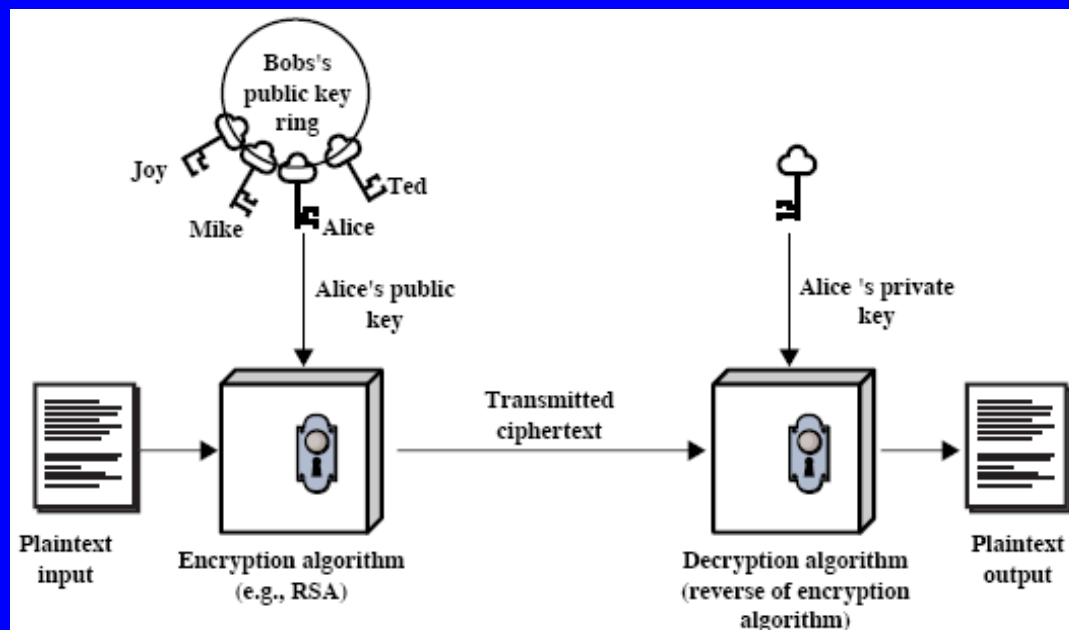 Bobs's
public key
ring
Joy
Mike
Alice
Ted
Alice's public
key
Alice 's private
key
Transmitted
ciphertext
Plaintext
input
Encryption algorithm
(e.g., RSA)
Decryption algorithm
(reverse of encryption
algorithm)
Plaintext
output